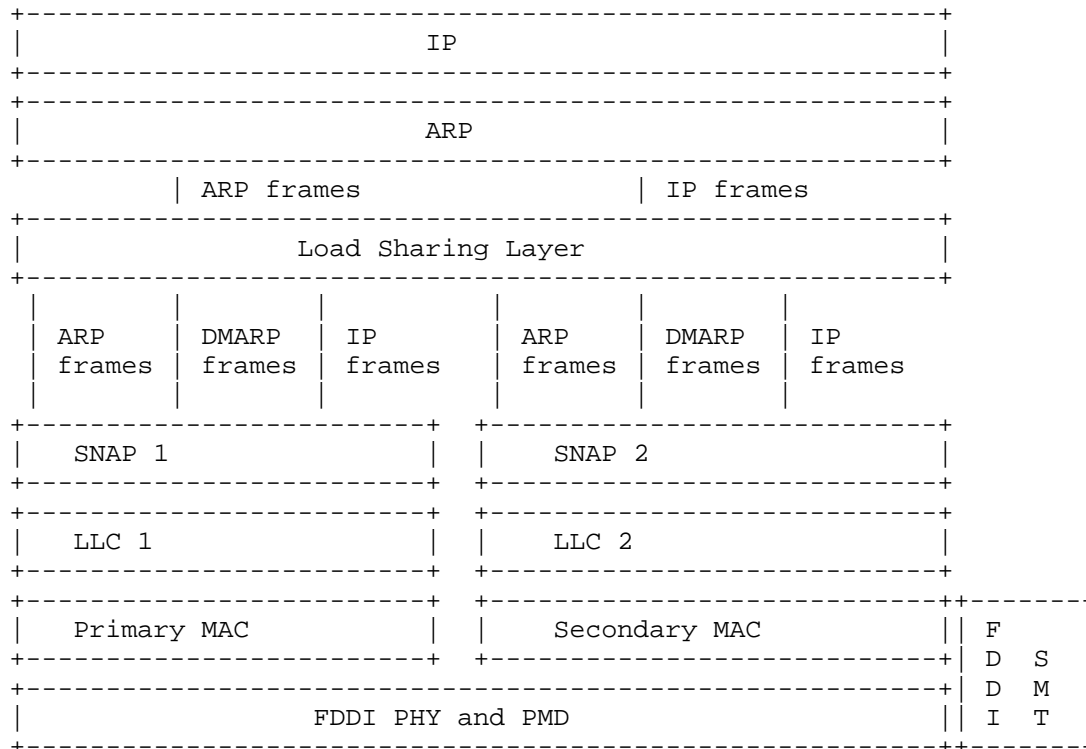 IP
ARP
ARP frames IP frames
Load Sharing Layer
ARP DMARP IP ARP DMARP IP
frames frames frames frames frames frames
SNAP 1 SNAP 2
LLC 1 LLC 2
Primary MAC Secondary MAC F
D S
D M
FDDI PHY and PMD I T